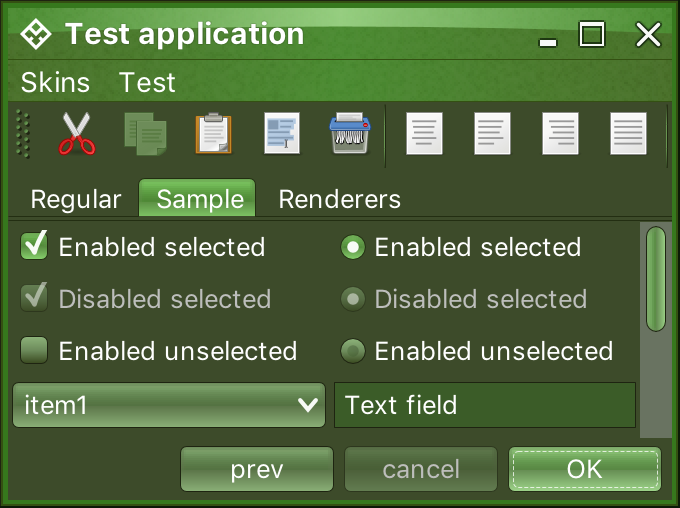 Test application
Skins Test
Regular Sample Renderers
Enabled selected Enabled selected
Disabled selected Disabled selected
Enabled unselected Enabled unselected
item1 Text field
prev cancel OK